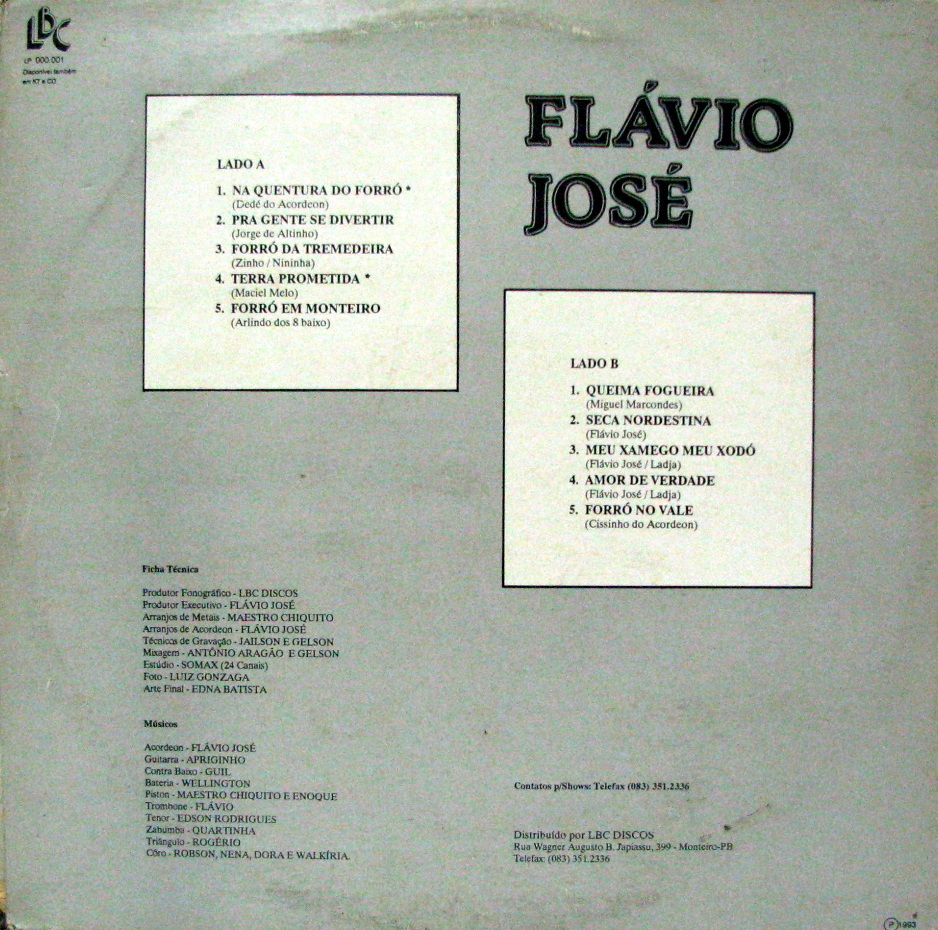 LBC
LP 000.001
Disponível também
em K7 e CD
FLÁVIO
JOSÉ
LADO A
1. NA QUENTURA DO FORRÓ *
(Dedé do Acordeon)
2. PRA GENTE SE DIVERTIR
(Jorge de Altinho)
3. FORRÓ DA TREMEDEIRA
(Zinho / Nininha)
4. TERRA PROMETIDA *
(Maciel Melo)
5. FORRÓ EM MONTEIRO
(Arlindo dos 8 baixo)
LADO B
1. QUEIMA FOGUEIRA
(Miguel Marcondes)
2. SECA NORDESTINA
(Flávio José)
3. MEU XAMEGO MEU XODÓ
(Flávio José / Ladja)
4. AMOR DE VERDADE
(Flávio José / Ladja)
5. FORRÓ NO VALE
(Cissinho do Acordeon)
Ficha Técnica
Produtor Fonográfico - LBC DISCOS
Produtor Executivo - FLÁVIO JOSÉ
Arranjos de Metais - MAESTRO CHIQUITO
Arranjos de Acordeon - FLÁVIO JOSÉ
Técnicos de Gravação - JAILSON E GELSON
Mixagem - ANTÔNIO ARAGÃO E GELSON
Estúdio - SOMAX (24 Canais)
Foto - LUIZ GONZAGA
Arte Final - EDNA BATISTA
Músicos
Acordeon - FLÁVIO JOSÉ
Guitarra - APRIGINHO
Contra Baixo - GUIL
Bateria - WELLINGTON
Piston - MAESTRO CHIQUITO E ENOQUE
Trombone - FLÁVIO
Tenor - EDSON RODRIGUES
Zabumba - QUARTINHA
Triângulo - ROGÉRIO
Côro - ROBSON, NENA, DORA E WALKÍRIA.
Contatos p/Shows: Telefax (083) 351.2336
Distribuído por LBC DISCOS
Rua Wagner Augusto B. Japiassu, 399 - Monteiro-PB
Telefax: (083) 351.2336
℗ 1993